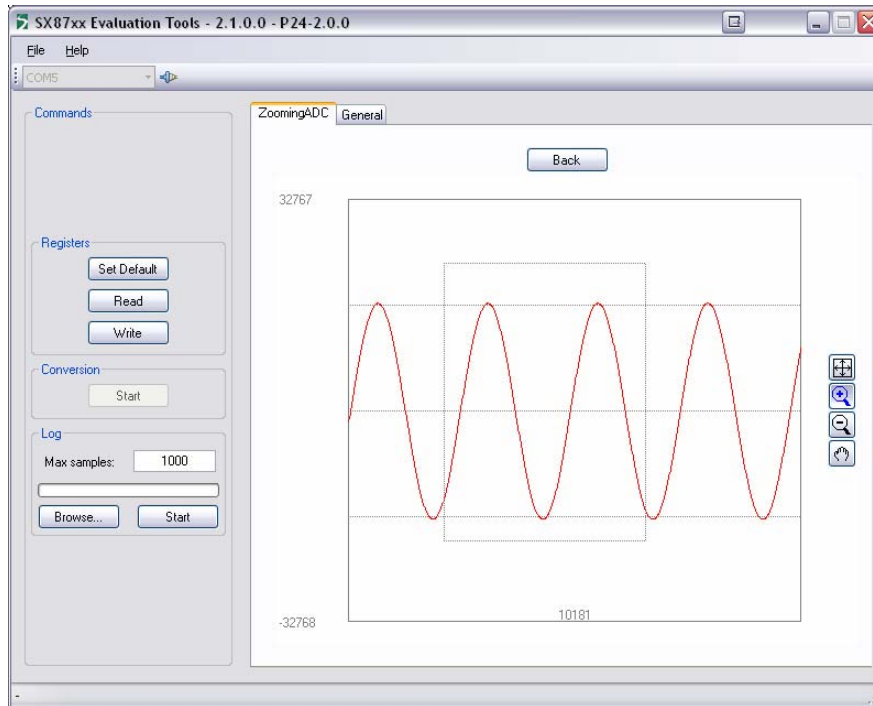 SX87xx Evaluation Tools - 2.1.0.0 - P24-2.0.0
File Help
COM5
Commands
Registers
Set Default
Read
Write
Conversion
Start
Log
Max samples: 1000
Browse... Start
ZoomingADC General
Back
32767
-32768
10181
-